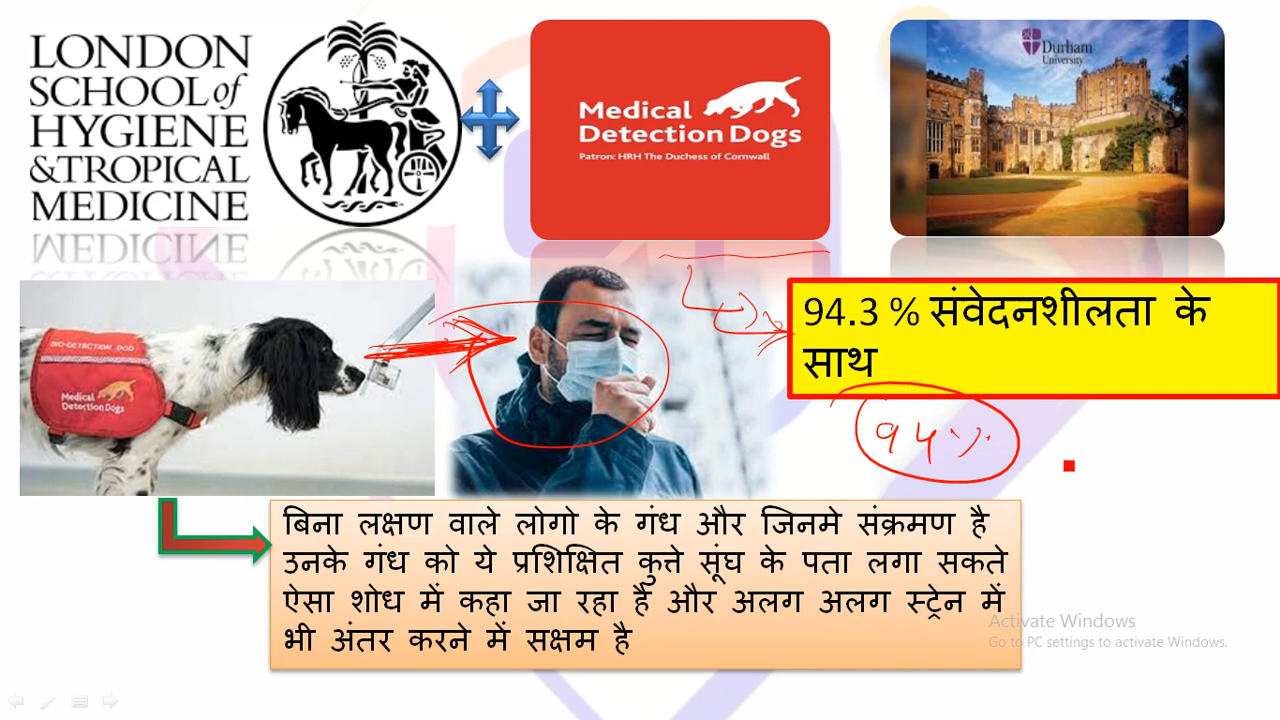 LONDON
SCHOOL of
HYGIENE
&TROPICAL
MEDICINE
Medical
Detection Dogs
Patron: HRH The Duchess of Cornwall
Durham
University
94.3 % संवेदनशीलता के
साथ
94%
BIO-DETECTION DOG
Medical
Detection Dogs
बिना लक्षण वाले लोगो के गंध और जिनमे संक्रमण है
उनके गंध को ये प्रशिक्षित कुत्ते सूंघ के पता लगा सकते
ऐसा शोध में कहा जा रहा है और अलग अलग स्ट्रेन में
भी अंतर करने में सक्षम है
Activate Windows
Go to PC settings to activate Windows.